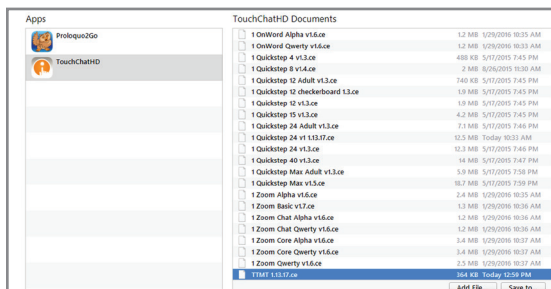 Apps
TouchChatHD Documents
Proloquo2Go
TouchChatHD
1 OnWord Alpha v1.6.ce 1.2 MB 1/29/2016 10:35 AM
1 OnWord Qwerty v1.6.ce 1.2 MB 1/29/2016 10:33 AM
1 Quickstep 4 v1.3.ce 488 KB 5/17/2015 7:45 PM
1 Quickstep 8 v1.4.ce 2 MB 8/26/2015 11:30 AM
1 Quickstep 12 Adult v1.3.ce 740 KB 5/17/2015 7:45 PM
1 Quickstep 12 checkerboard 1.3.ce 1.9 MB 5/17/2015 7:45 PM
1 Quickstep 12 v1.3.ce 1.9 MB 5/17/2015 7:45 PM
1 Quickstep 15 v1.3.ce 4.2 MB 5/17/2015 7:45 PM
1 Quickstep 24 Adult v1.3.ce 7.1 MB 5/17/2015 7:46 PM
1 Quickstep 24 v1 1.13.17.ce 12.5 MB Today 10:33 AM
1 Quickstep 24 v1.3.ce 12.3 MB 5/17/2015 7:46 PM
1 Quickstep 40 v1.3.ce 14 MB 5/17/2015 7:47 PM
1 Quickstep Max Adult v1.3.ce 5.9 MB 5/17/2015 7:58 PM
1 Quickstep Max v1.5.ce 18.7 MB 5/17/2015 7:59 PM
1 Zoom Alpha v1.6.ce 2.4 MB 1/29/2016 10:35 AM
1 Zoom Basic v1.7.ce 1.3 MB 1/29/2016 10:36 AM
1 Zoom Chat Alpha v1.6.ce 1.2 MB 1/29/2016 10:36 AM
1 Zoom Chat Qwerty v1.6.ce 1.2 MB 1/29/2016 10:36 AM
1 Zoom Core Alpha v1.6.ce 3.4 MB 1/29/2016 10:37 AM
1 Zoom Core Qwerty v1.6.ce 3.4 MB 1/29/2016 10:37 AM
1 Zoom Qwerty v1.6.ce 2.5 MB 1/29/2016 10:37 AM
TTMT 1.13.17.ce 364 KB Today 12:59 PM
Add File... Save to...